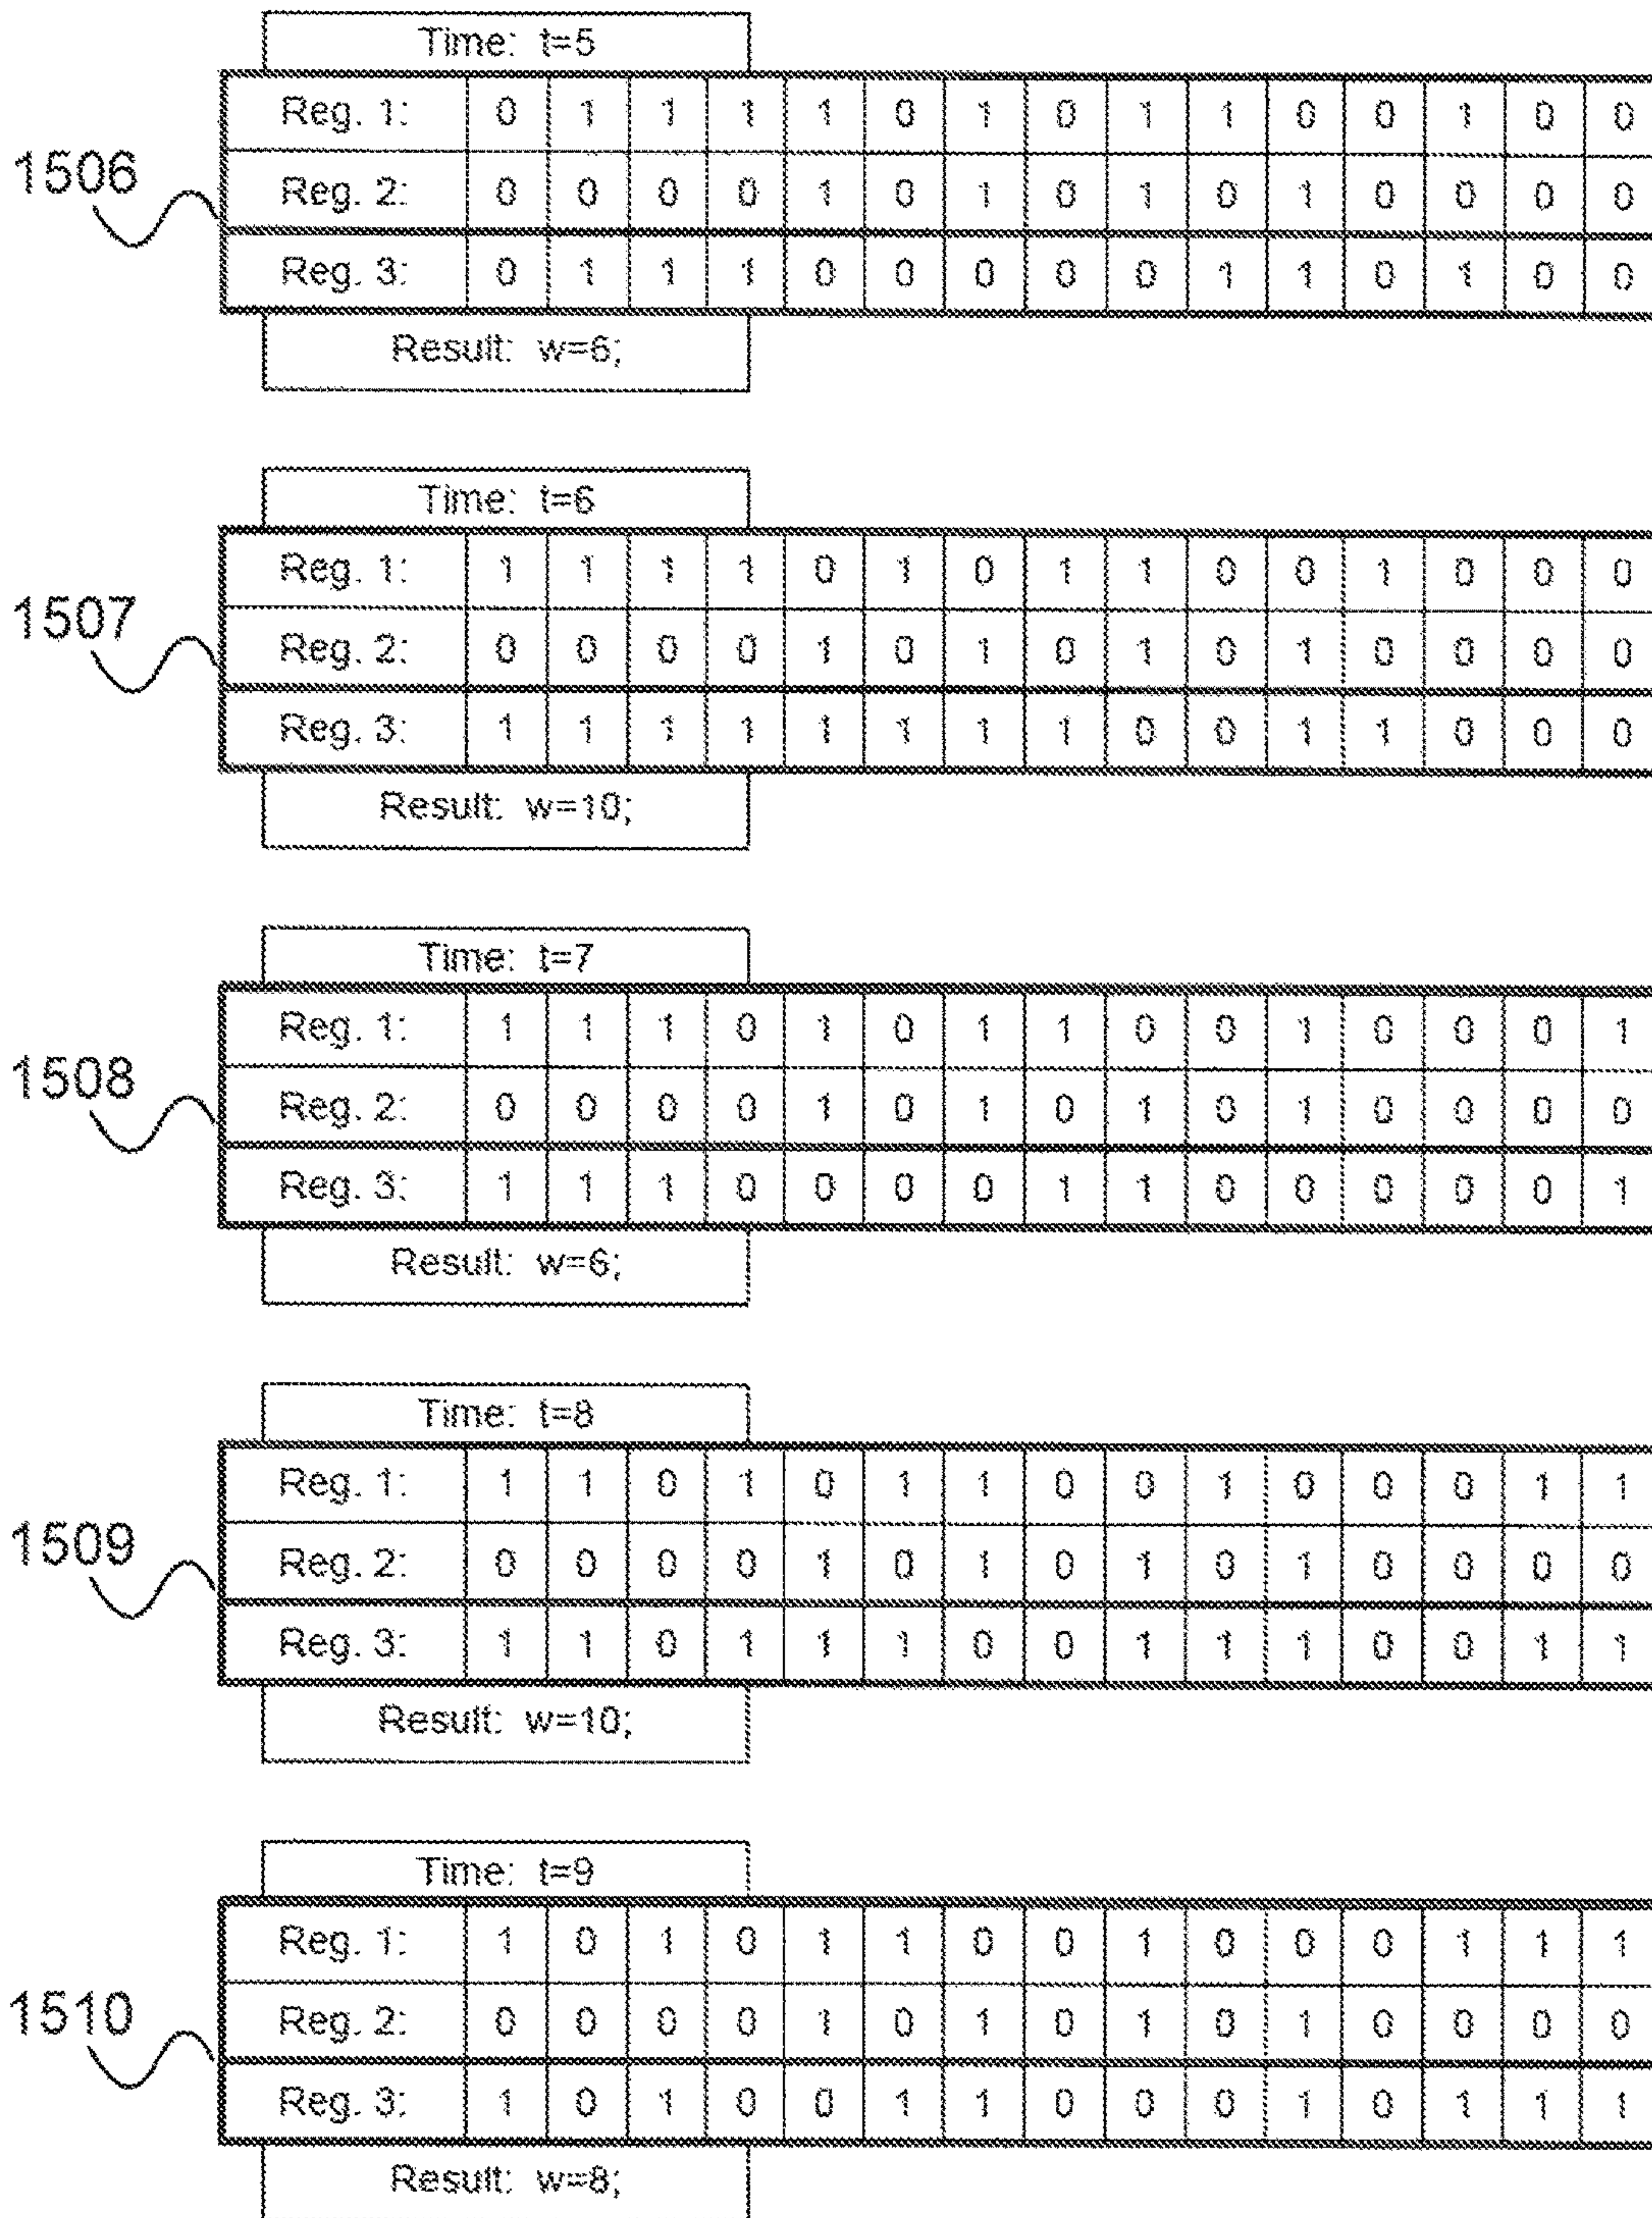 Time: t=5
Reg. 1: 0 1 1 1 1 0 1 0 1 1 0 0 1 0 0
1506
Reg. 2: 0 0 0 0 1 0 1 0 1 0 1 0 0 0 0
Reg. 3: 0 1 1 1 0 0 0 0 0 1 1 0 1 0 0
Result: w=6;
Time: t=6
Reg. 1: 1 1 1 1 0 1 0 1 1 0 0 1 0 0 0
1507
Reg. 2: 0 0 0 0 1 0 1 0 1 0 1 0 0 0 0
Reg. 3: 1 1 1 1 1 1 1 1 0 0 1 1 0 0 0
Result: w=10;
Time: t=7
Reg. 1: 1 1 1 0 1 0 1 1 0 0 1 0 0 0 1
1508
Reg. 2: 0 0 0 0 1 0 1 0 1 0 1 0 0 0 0
Reg. 3: 1 1 1 0 0 0 0 1 1 0 0 0 0 0 1
Result: w=6;
Time: t=8
Reg. 1: 1 1 0 1 0 1 1 0 0 1 0 0 0 1 1
1509
Reg. 2: 0 0 0 0 1 0 1 0 1 0 1 0 0 0 0
Reg. 3: 1 1 0 1 1 1 0 0 1 1 1 0 0 1 1
Result: w=10;
Time: t=9
Reg. 1: 1 0 1 0 1 1 0 0 1 0 0 0 1 1 1
1510
Reg. 2: 0 0 0 0 1 0 1 0 1 0 1 0 0 0 0
Reg. 3: 1 0 1 0 0 1 1 0 0 0 1 0 1 1 1
Result: w=8;